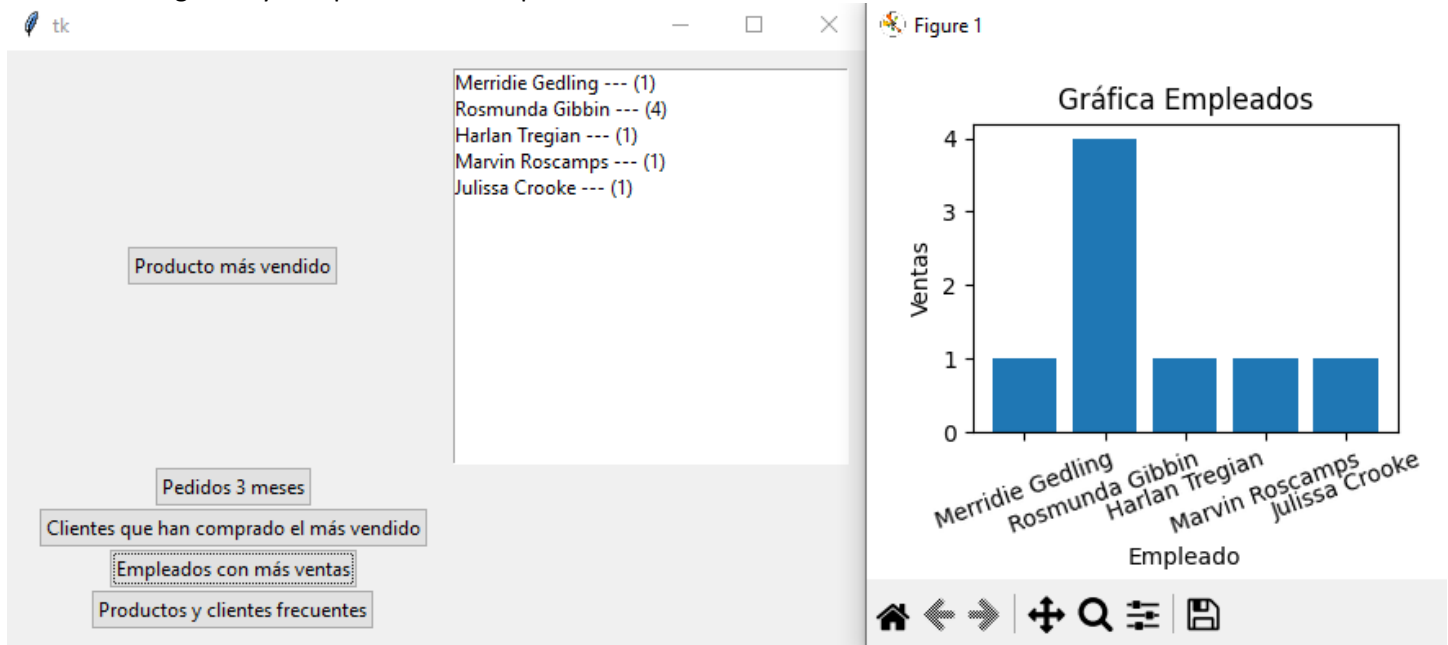 tk
Producto más vendido
Pedidos 3 meses
Clientes que han comprado el más vendido
Empleados con más ventas
Productos y clientes frecuentes
Merridie Gedling --- (1)
Rosmunda Gibbin --- (4)
Harlan Tregian --- (1)
Marvin Roscamps --- (1)
Julissa Crooke --- (1)
Figure 1
Gráfica Empleados
4
3
2
1
0
Ventas
Merridie Gedling
Rosmunda Gibbin
Harlan Tregian
Marvin Roscamps
Julissa Crooke
Empleado